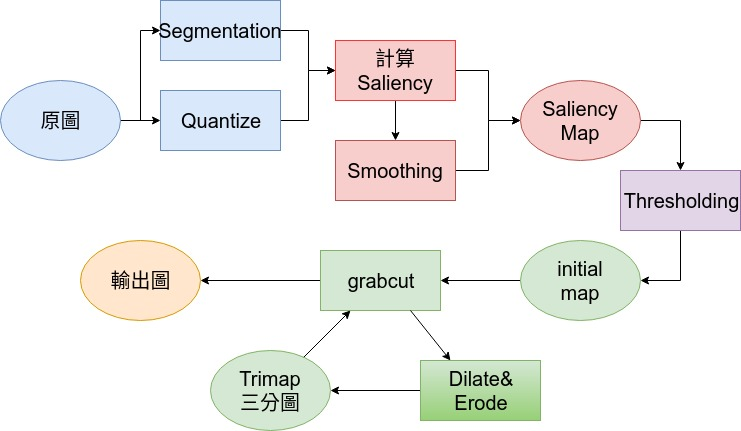 Segmentation
原圖
Quantize
計算
Saliency
Smoothing
Saliency
Map
Thresholding
initial
map
grabcut
輸出圖
Dilate&
Erode
Trimap
三分圖